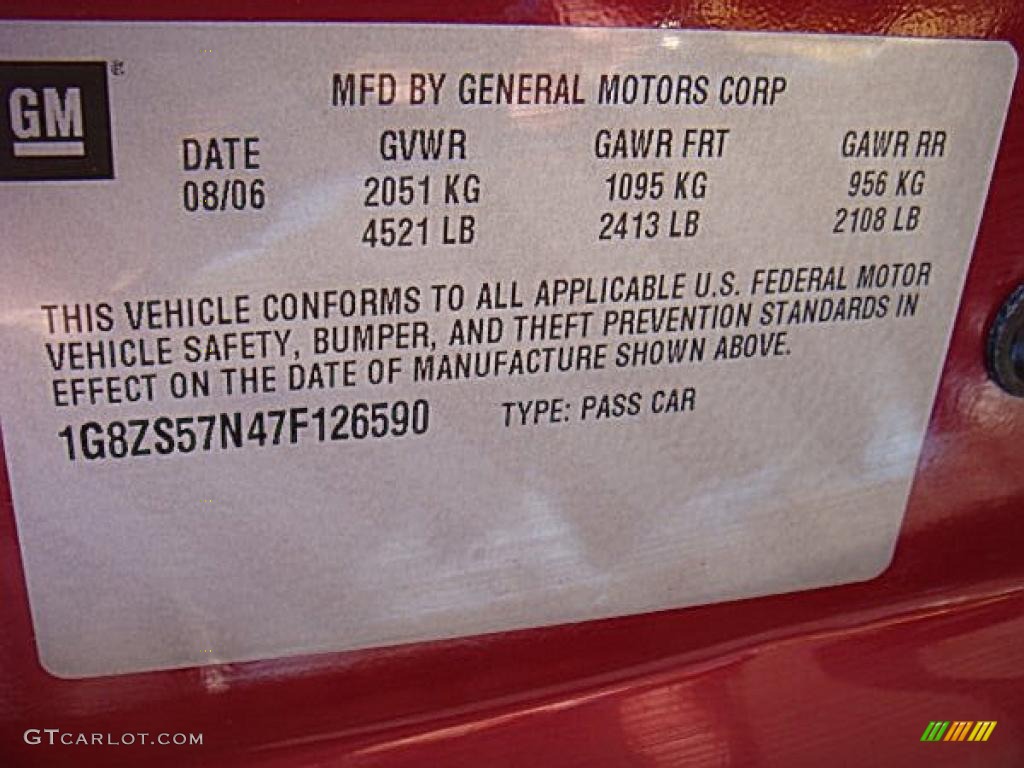 GM
MFD BY GENERAL MOTORS CORP
DATE GVWR GAWR FRT GAWR RR
08/06 2051 KG 1095 KG 956 KG
4521 LB 2413 LB 2108 LB
THIS VEHICLE CONFORMS TO ALL APPLICABLE U.S. FEDERAL MOTOR
VEHICLE SAFETY, BUMPER, AND THEFT PREVENTION STANDARDS IN
EFFECT ON THE DATE OF MANUFACTURE SHOWN ABOVE.
1G8ZS57N47F126590 TYPE: PASS CAR
GTCARLOT.COM